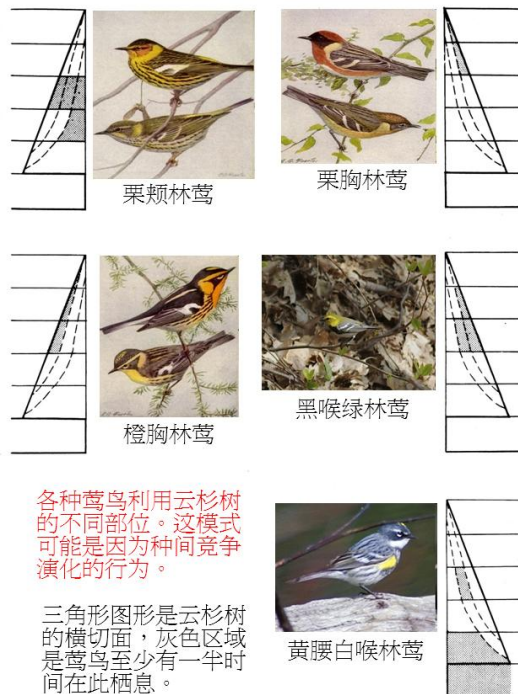 栗颊林莺
栗胸林莺
橙胸林莺
黑喉绿林莺
各种莺鸟利用云杉树
的不同部位。这模式
可能是因为种间竞争
演化的行为。
三角形图形是云杉树
的横切面，灰色区域
是莺鸟至少有一半时
间在此栖息。
黄腰白喉林莺